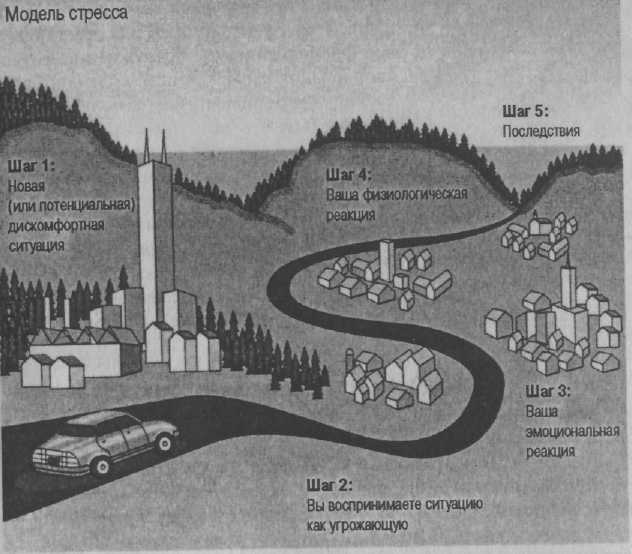 Модель стресса
Шаг 1:
Новая
(или потенциальная)
дискомфортная
ситуация
Шаг 2:
Вы воспринимаете ситуацию
как угрожающую
Шаг 3:
Ваша
эмоциональная
реакция
Шаг 4:
Ваша физиологическая
реакция
Шаг 5:
Последствия